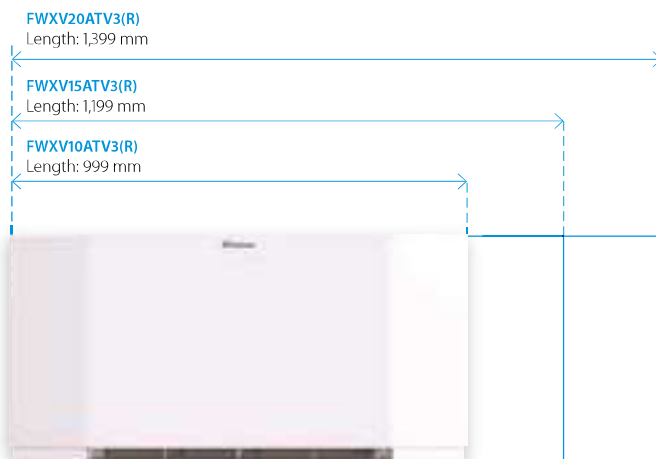 FWXV20ATV3(R)
Length: 1,399 mm
FWXV15ATV3(R)
Length: 1,199 mm
FWXV10ATV3(R)
Length: 999 mm